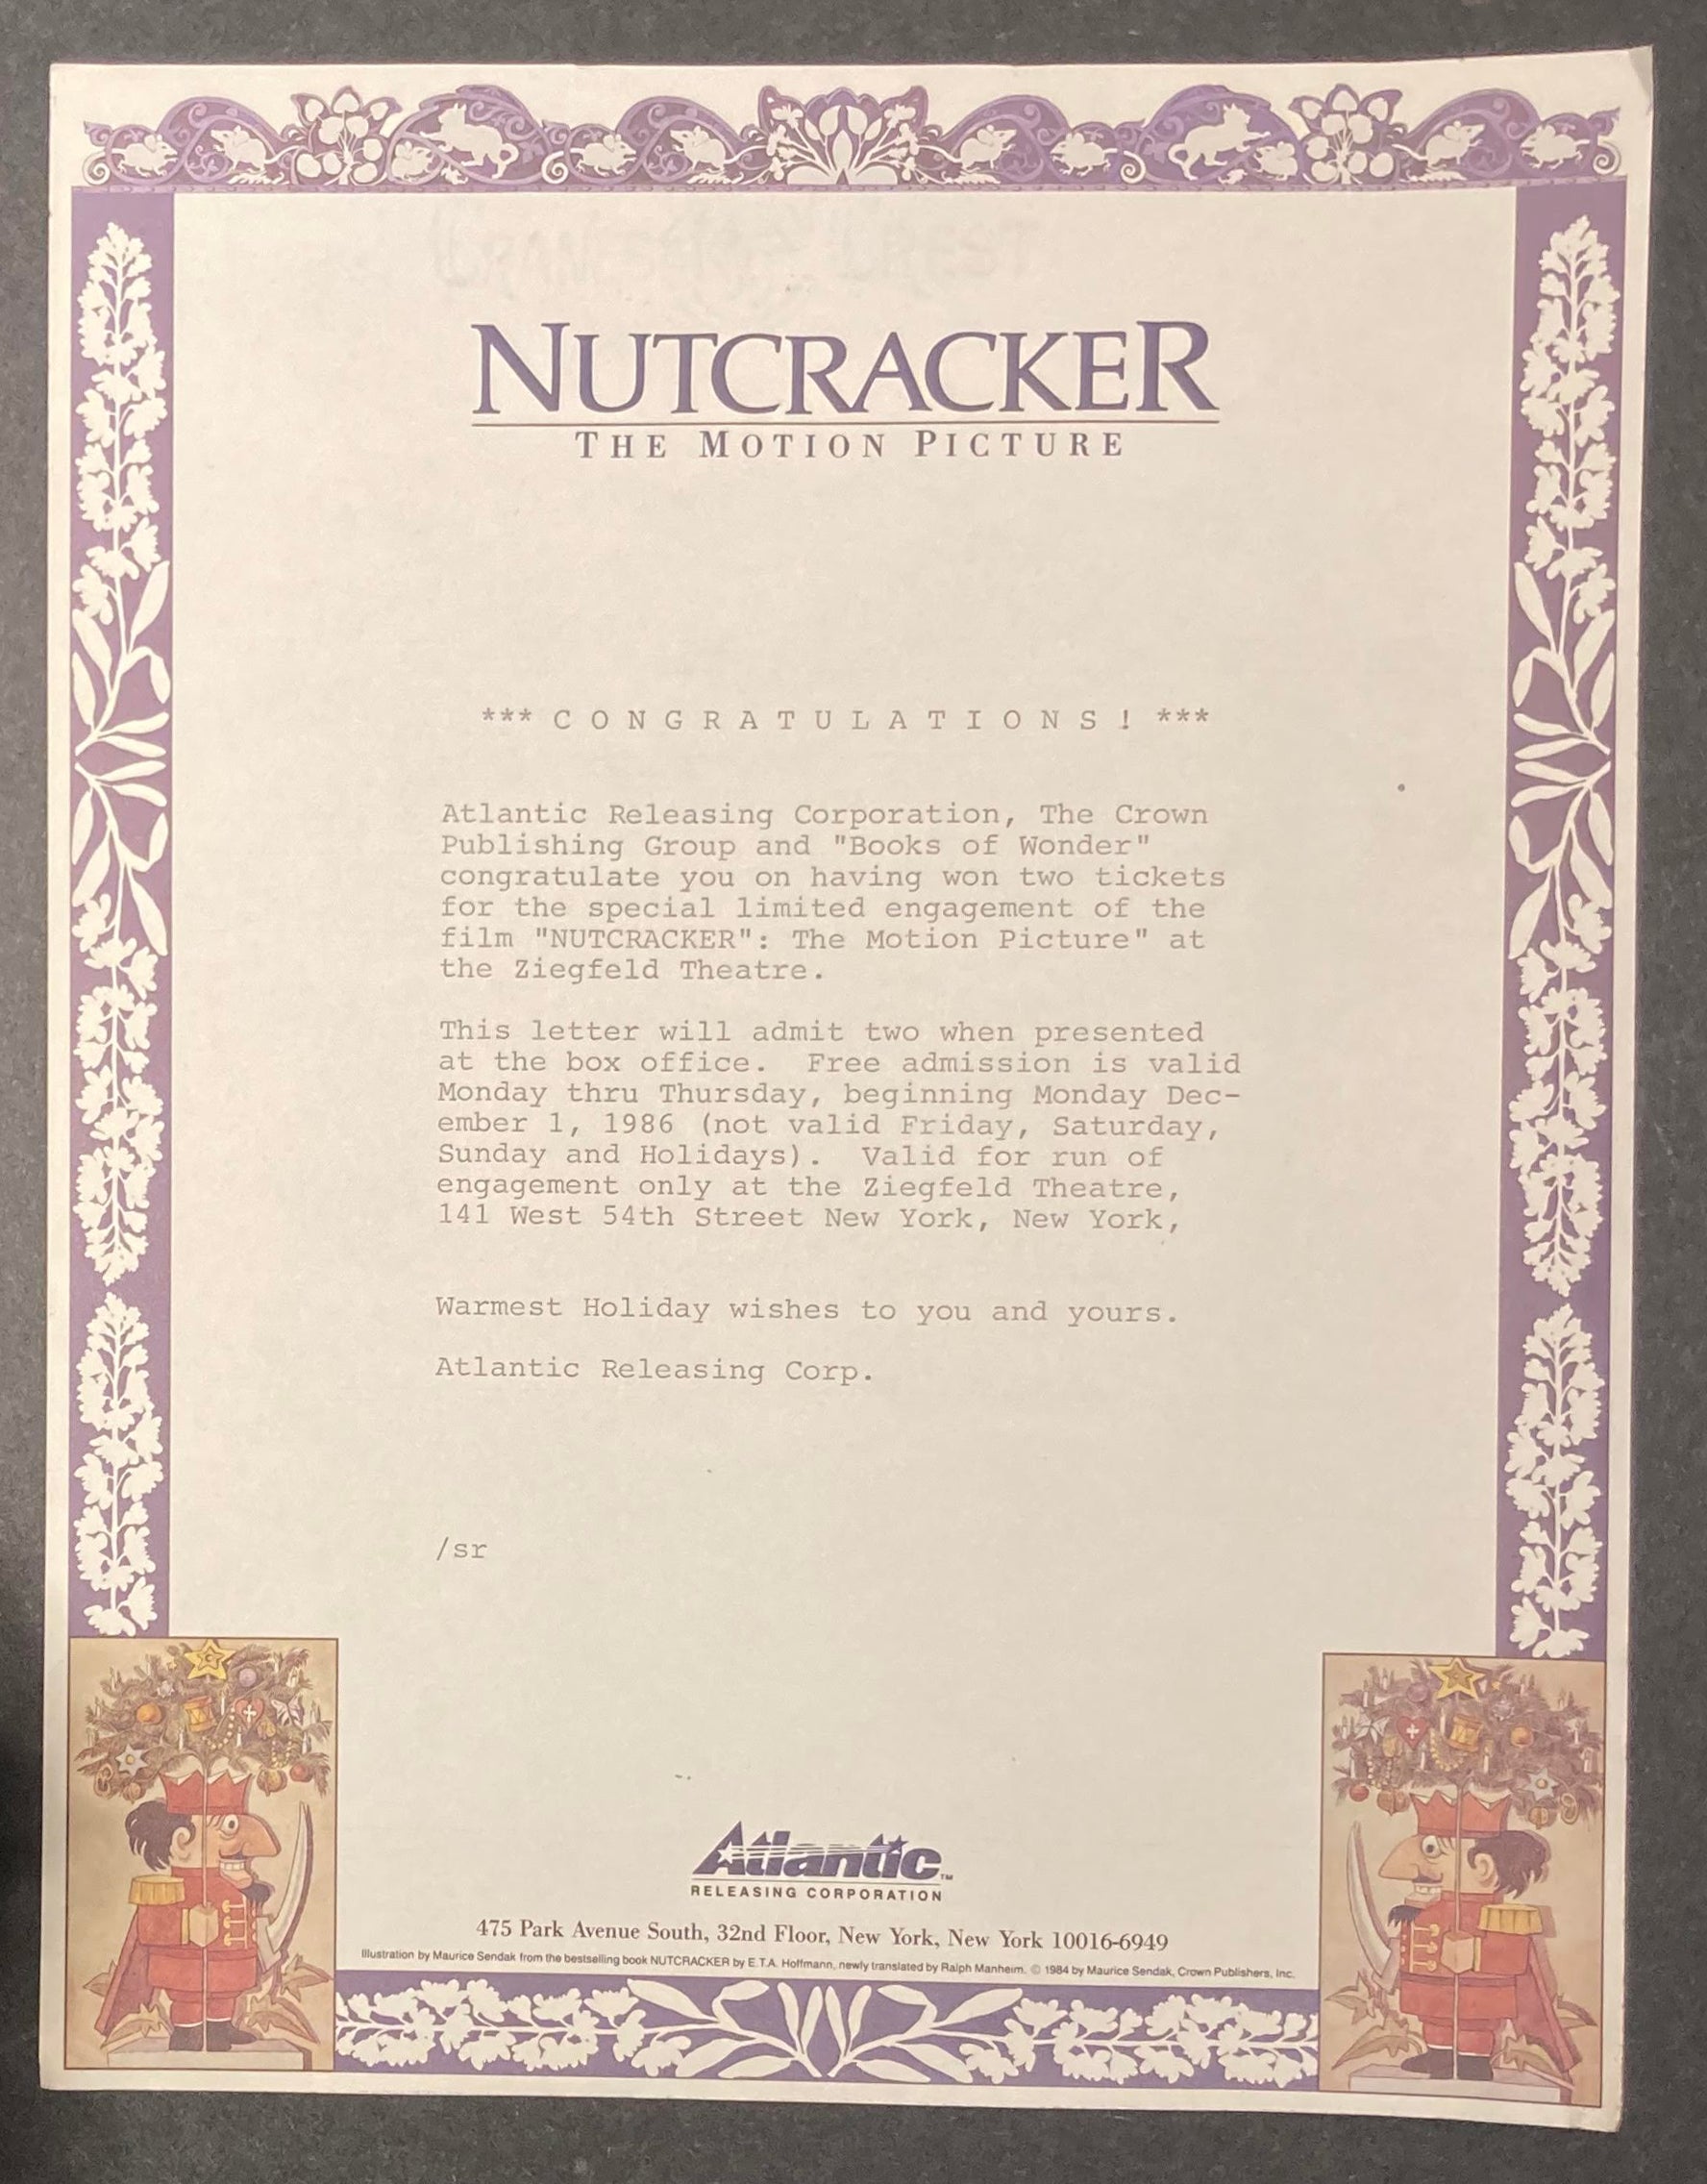 NUTCRACKER
THE MOTION PICTURE
*** C O N G R A T U L A T I O N S ! ***
Atlantic Releasing Corporation, The Crown
Publishing Group and "Books of Wonder"
congratulate you on having won two tickets
for the special limited engagement of the
film "NUTCRACKER": The Motion Picture" at
the Ziegfeld Theatre.
This letter will admit two when presented
at the box office.  Free admission is valid
Monday thru Thursday, beginning Monday Dec-
ember 1, 1986 (not valid Friday, Saturday,
Sunday and Holidays).  Valid for run of
engagement only at the Ziegfeld Theatre,
141 West 54th Street New York, New York,
Warmest Holiday wishes to you and yours.
Atlantic Releasing Corp.
/sr
Atlantic™
RELEASING CORPORATION
475 Park Avenue South, 32nd Floor, New York, New York 10016-6949
Illustration by Maurice Sendak from the bestselling book NUTCRACKER by E.T.A. Hoffmann, newly translated by Ralph Manheim. © 1984 by Maurice Sendak, Crown Publishers, Inc.